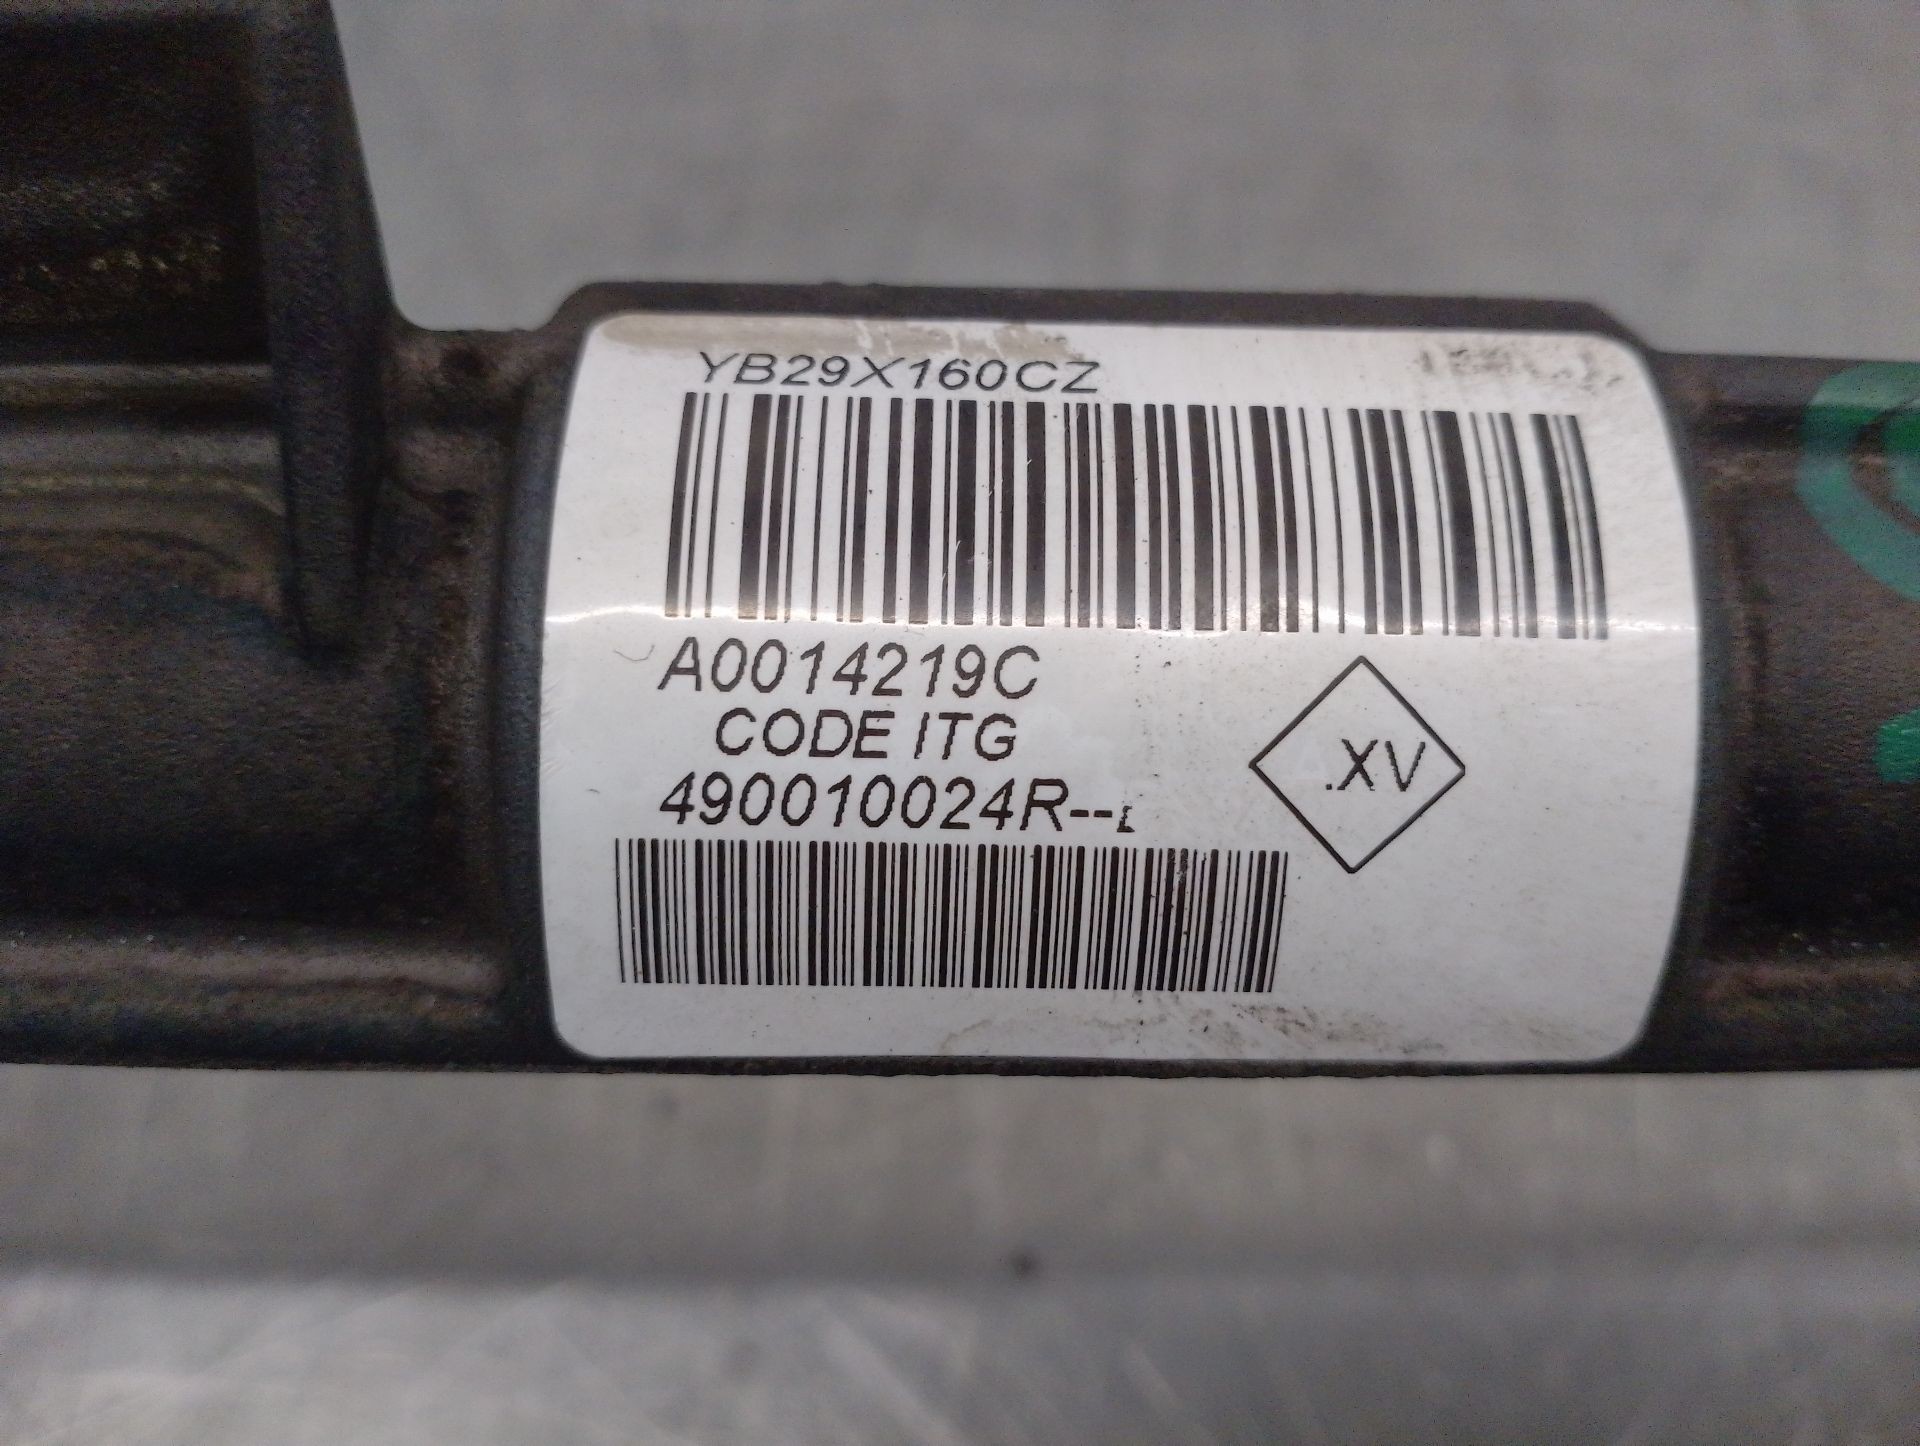 YB29X160CZ
A0014219C
CODE ITG
490010024R--
.XV